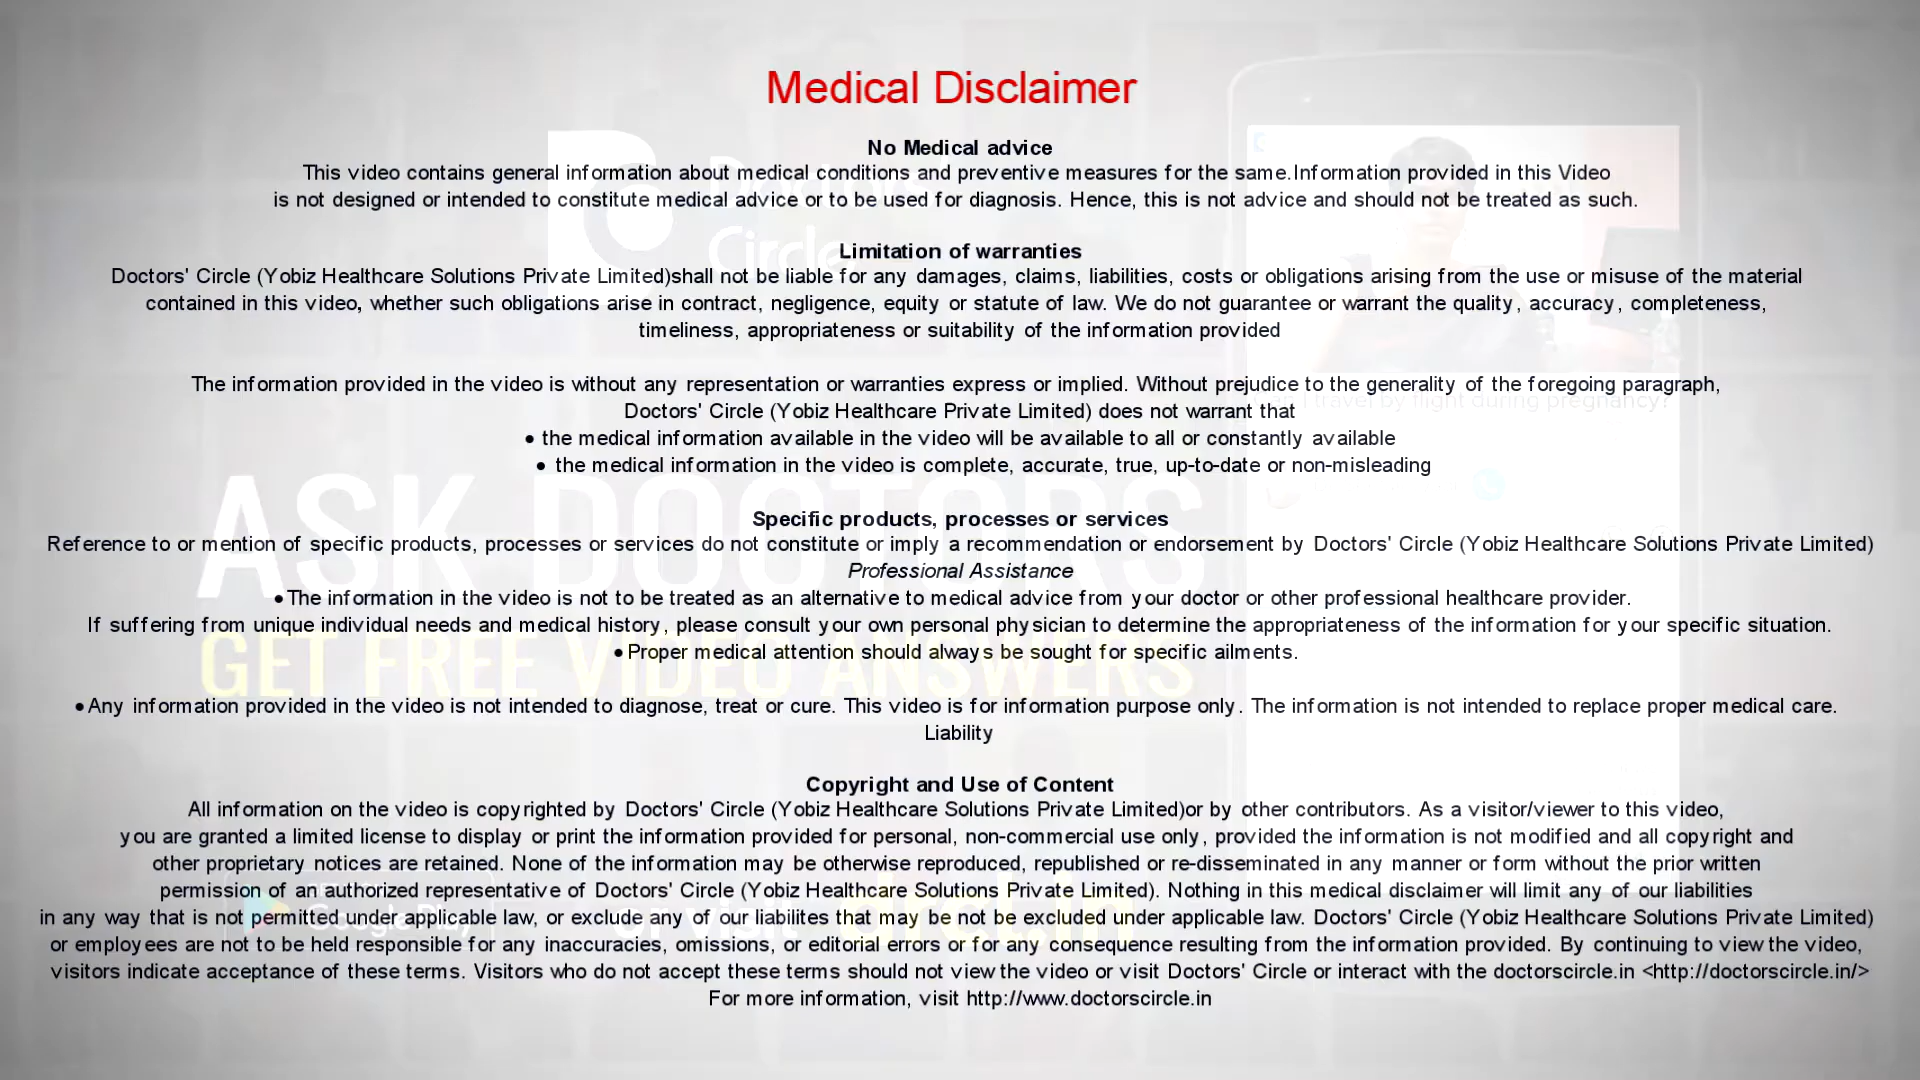 Medical Disclaimer
No Medical advice
This video contains general information about medical conditions and preventive measures for the same.Information provided in this Video
is not designed or intended to constitute medical advice or to be used for diagnosis. Hence, this is not advice and should not be treated as such.
Limitation of warranties
Doctors' Circle (Yobiz Healthcare Solutions Private Limited)shall not be liable for any damages, claims, liabilities, costs or obligations arising from the use or misuse of the material
contained in this video, whether such obligations arise in contract, negligence, equity or statute of law. We do not guarantee or warrant the quality, accuracy, completeness,
timeliness, appropriateness or suitability of the information provided
The information provided in the video is without any representation or warranties express or implied. Without prejudice to the generality of the foregoing paragraph,
Doctors' Circle (Yobiz Healthcare Private Limited) does not warrant that
• the medical information available in the video will be available to all or constantly available
• the medical information in the video is complete, accurate, true, up-to-date or non-misleading
Specific products, processes or services
Reference to or mention of specific products, processes or services do not constitute or imply a recommendation or endorsement by Doctors' Circle (Yobiz Healthcare Solutions Private Limited)
Professional Assistance
•The information in the video is not to be treated as an alternative to medical advice from your doctor or other professional healthcare provider.
If suffering from unique individual needs and medical history, please consult your own personal physician to determine the appropriateness of the information for your specific situation.
•Proper medical attention should always be sought for specific ailments.
•Any information provided in the video is not intended to diagnose, treat or cure. This video is for information purpose only. The information is not intended to replace proper medical care.
Liability
Copyright and Use of Content
All information on the video is copyrighted by Doctors' Circle (Yobiz Healthcare Solutions Private Limited)or by other contributors. As a visitor/viewer to this video,
you are granted a limited license to display or print the information provided for personal, non-commercial use only, provided the information is not modified and all copyright and
other proprietary notices are retained. None of the information may be otherwise reproduced, republished or re-disseminated in any manner or form without the prior written
permission of an authorized representative of Doctors' Circle (Yobiz Healthcare Solutions Private Limited). Nothing in this medical disclaimer will limit any of our liabilities
in any way that is not permitted under applicable law, or exclude any of our liabilites that may be not be excluded under applicable law. Doctors' Circle (Yobiz Healthcare Solutions Private Limited)
or employees are not to be held responsible for any inaccuracies, omissions, or editorial errors or for any consequence resulting from the information provided. By continuing to view the video,
visitors indicate acceptance of these terms. Visitors who do not accept these terms should not view the video or visit Doctors' Circle or interact with the doctorscircle.in <http://doctorscircle.in/>
For more information, visit http://www.doctorscircle.in
Doctors'
Circle
Can I travel by flight during pregnancy?
ASK DOCTORS
GET FREE VIDEO ANSWERS
Google Play
or visit drct.in